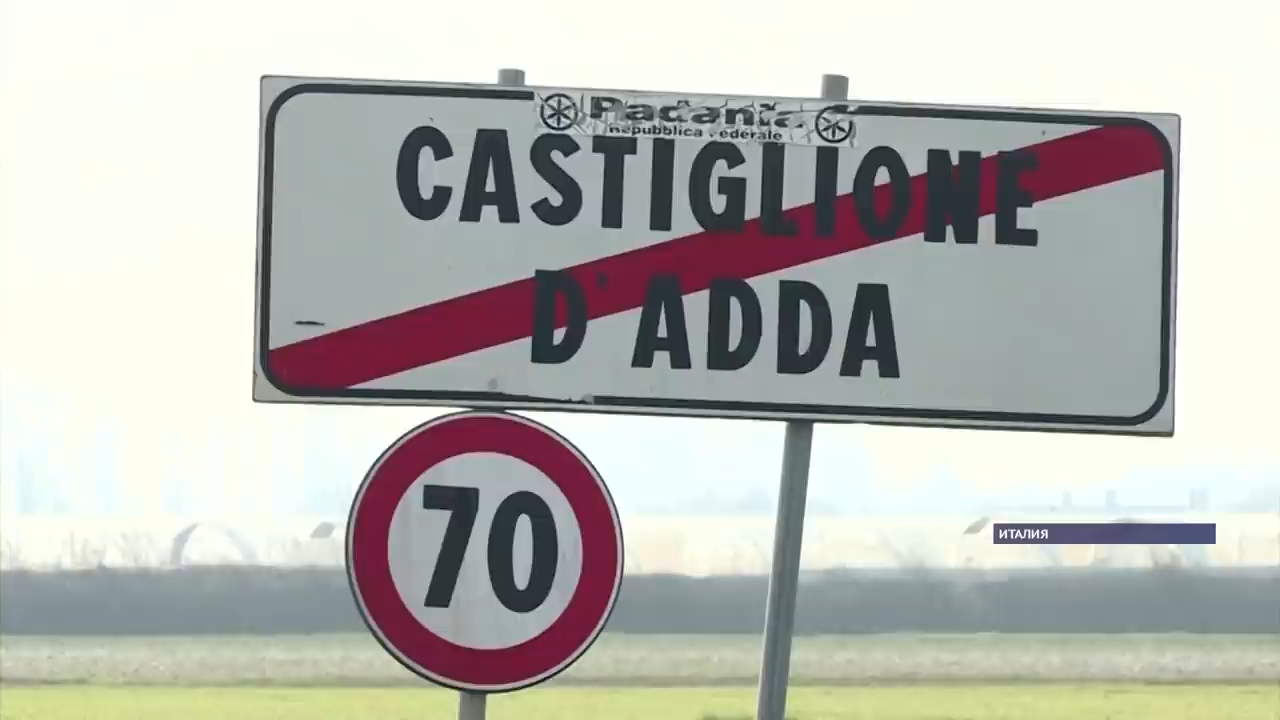 Padania
repubblica federale
CASTIGLIONE
D'ADDA
70
ИТАЛИЯ